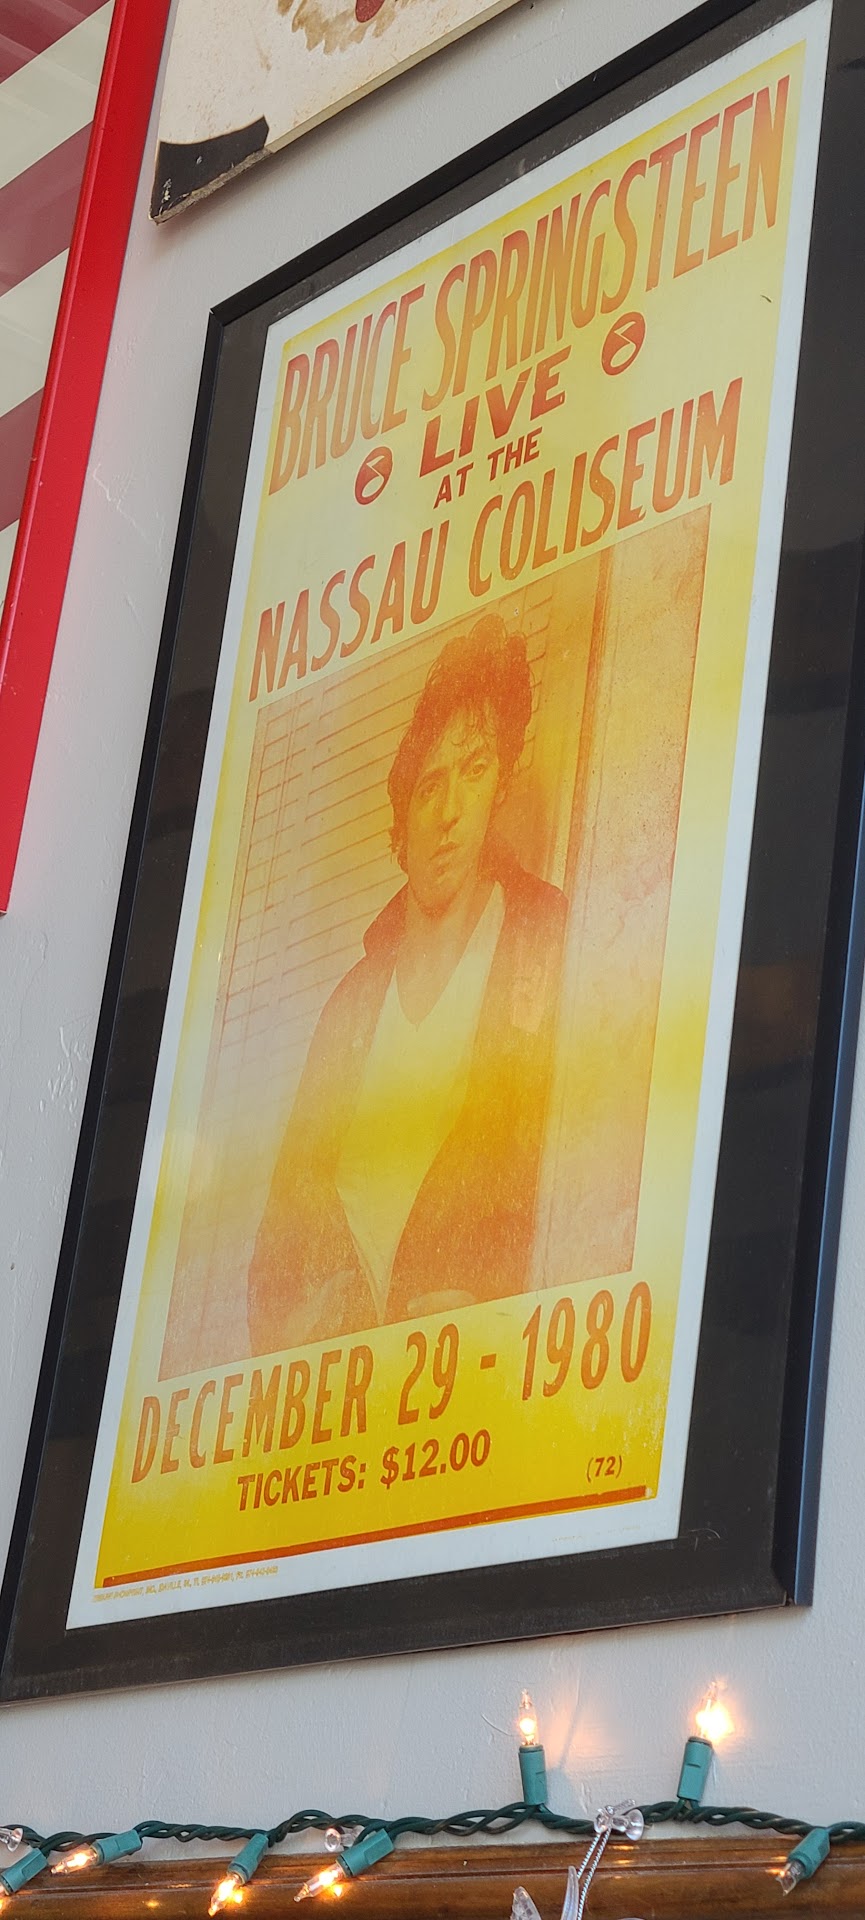 BRUCE SPRINGSTEEN
LIVE
AT THE
NASSAU COLISEUM
DECEMBER 29 - 1980
TICKETS: $12.00
(72)